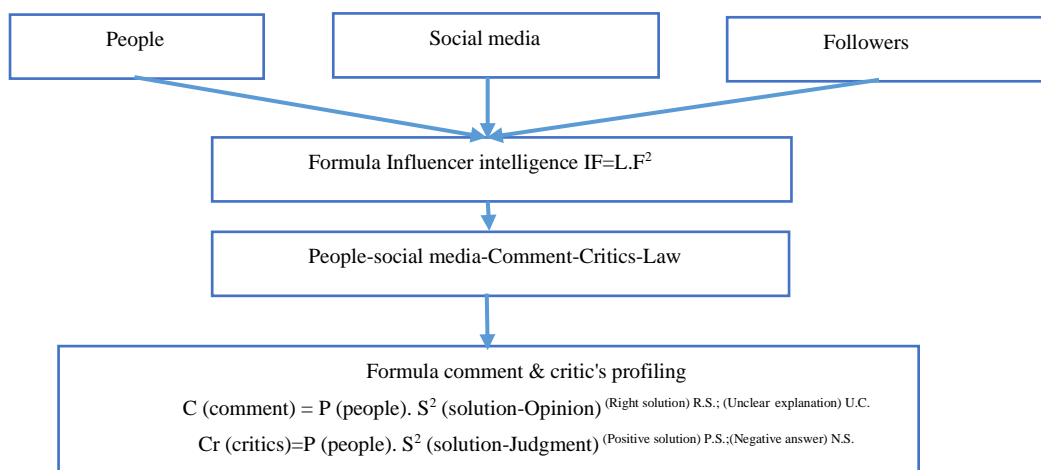 People
Social media
Followers
Formula Influencer intelligence IF=L.F²
People-social media-Comment-Critics-Law
Formula comment & critic's profiling
C (comment) = P (people). S² (solution-Opinion) (Right solution) R.S.; (Unclear explanation) U.C.
Cr (critics)=P (people). S² (solution-Judgment) (Positive solution) P.S.;(Negative answer) N.S.